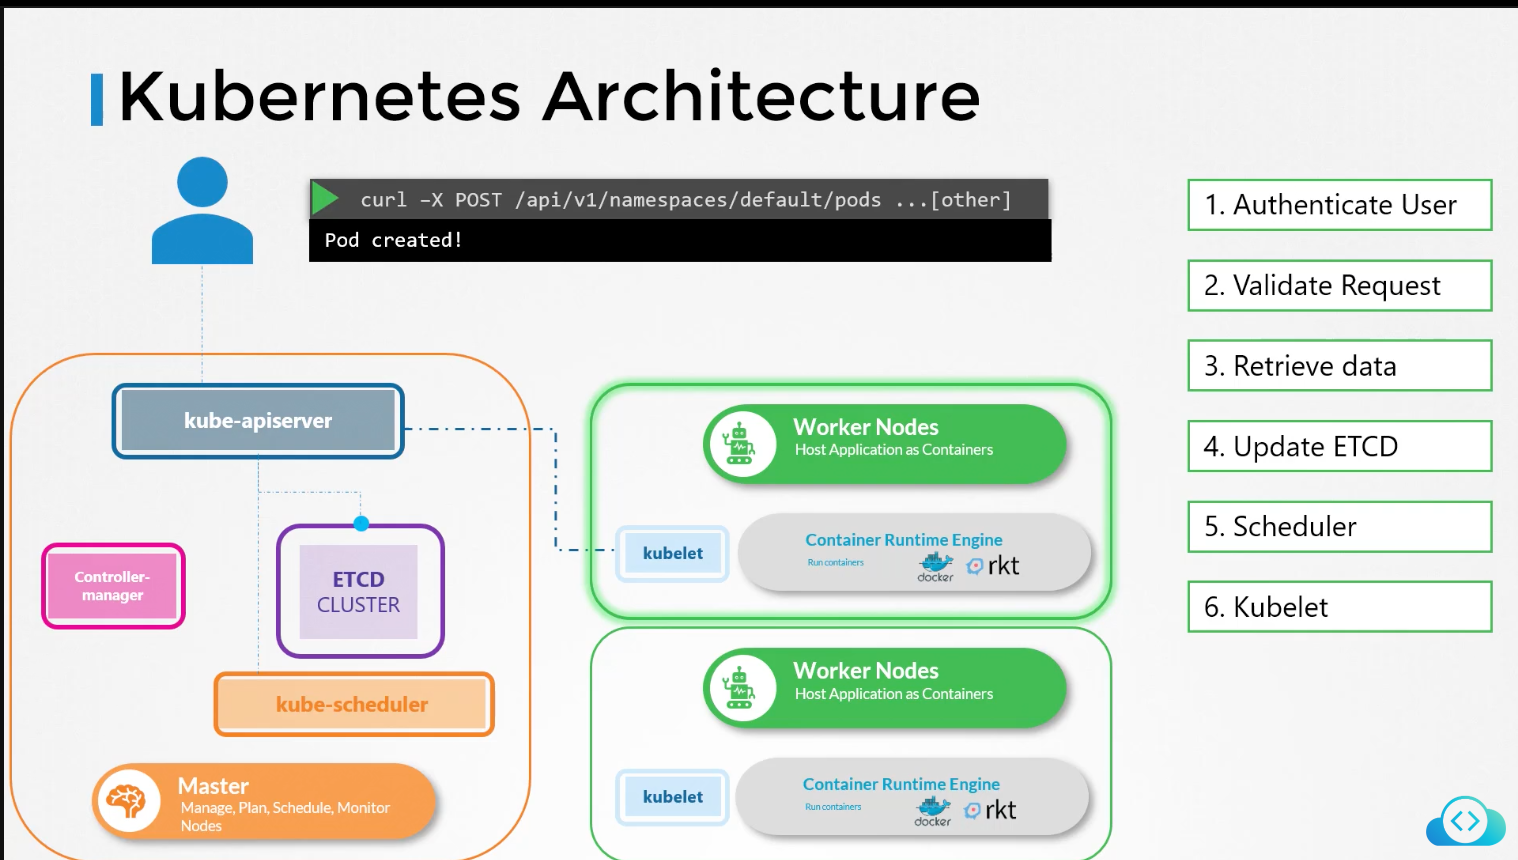 Kubernetes Architecture
curl –X POST /api/v1/namespaces/default/pods ...[other]
Pod created!
1. Authenticate User
2. Validate Request
3. Retrieve data
4. Update ETCD
5. Scheduler
6. Kubelet
kube-apiserver
Controller-
manager
ETCD
CLUSTER
kube-scheduler
Master
Manage, Plan, Schedule, Monitor
Nodes
Worker Nodes
Host Application as Containers
kubelet
Container Runtime Engine
Run containers
docker
rkt
Worker Nodes
Host Application as Containers
kubelet
Container Runtime Engine
Run containers
docker
rkt